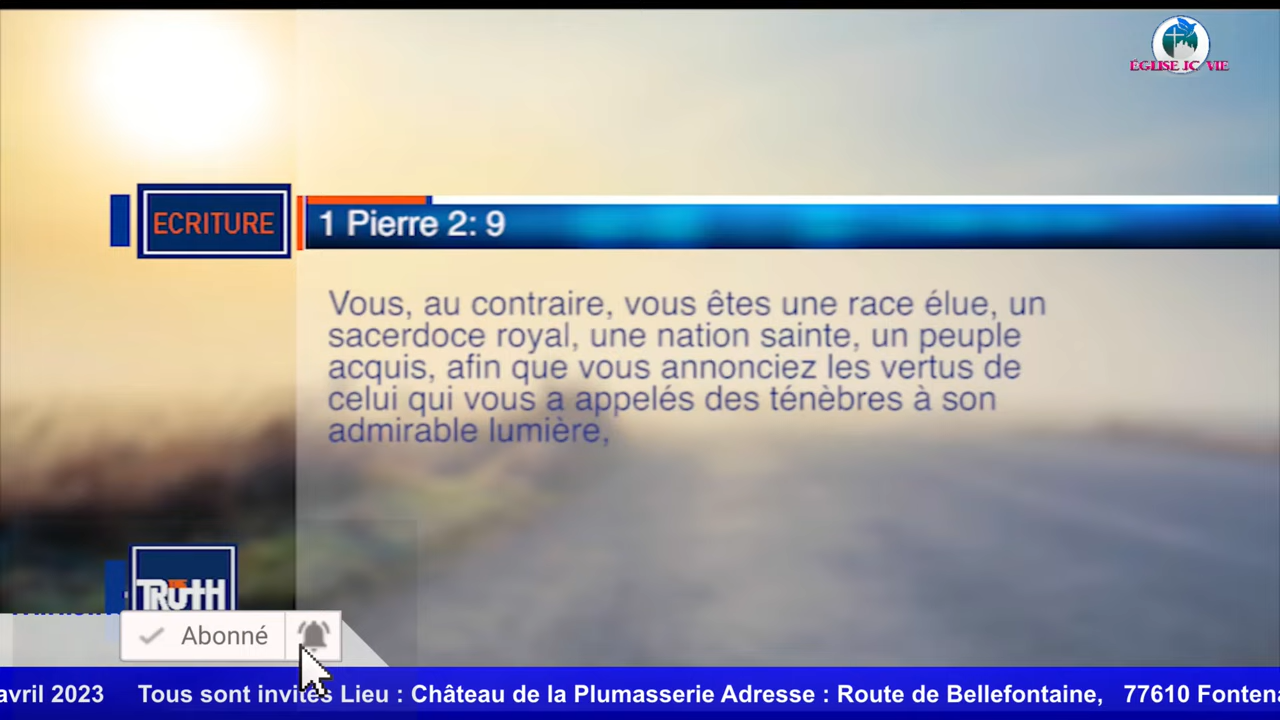 ÉGLISE JC VIE
ECRITURE
1 Pierre 2: 9
Vous, au contraire, vous êtes une race élue, un
sacerdoce royal, une nation sainte, un peuple
acquis, afin que vous annonciez les vertus de
celui qui vous a appelés des ténèbres à son
admirable lumière,
TRUTH
Abonné
avril 2023 Tous sont invités Lieu : Château de la Plumasserie Adresse : Route de Bellefontaine, 77610 Fontena